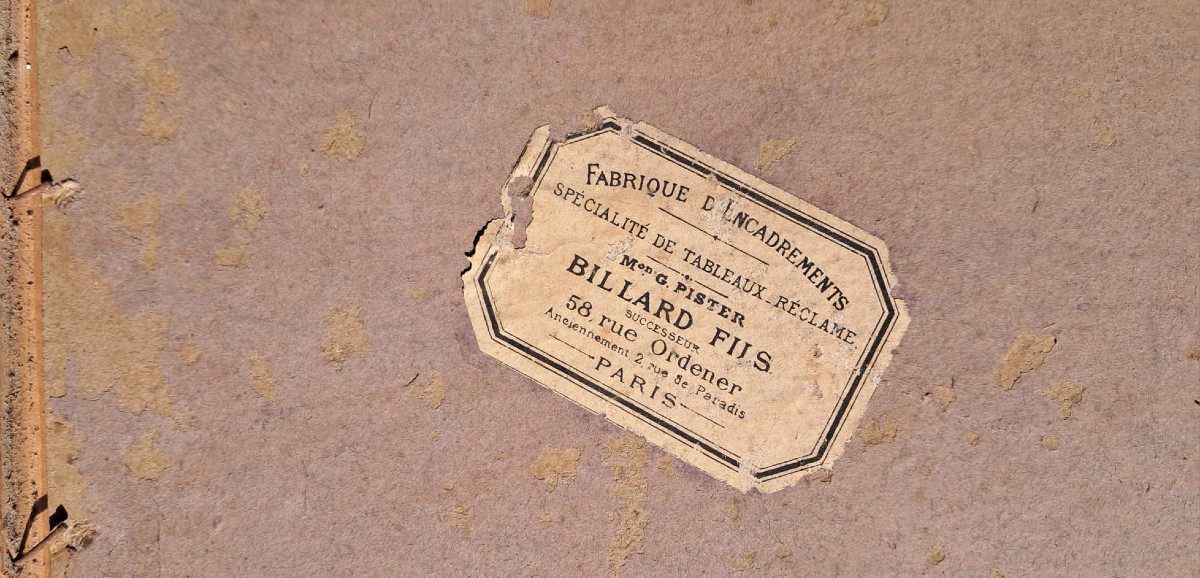 FABRIQUE D'ENCADREMENTS
SPÉCIALITÉ DE TABLEAUX-RÉCLAME.
Mon G. PISTER
BILLARD FILS
SUCCESSEUR
58, rue Ordener
Anciennement 2, rue de Paradis
PARIS